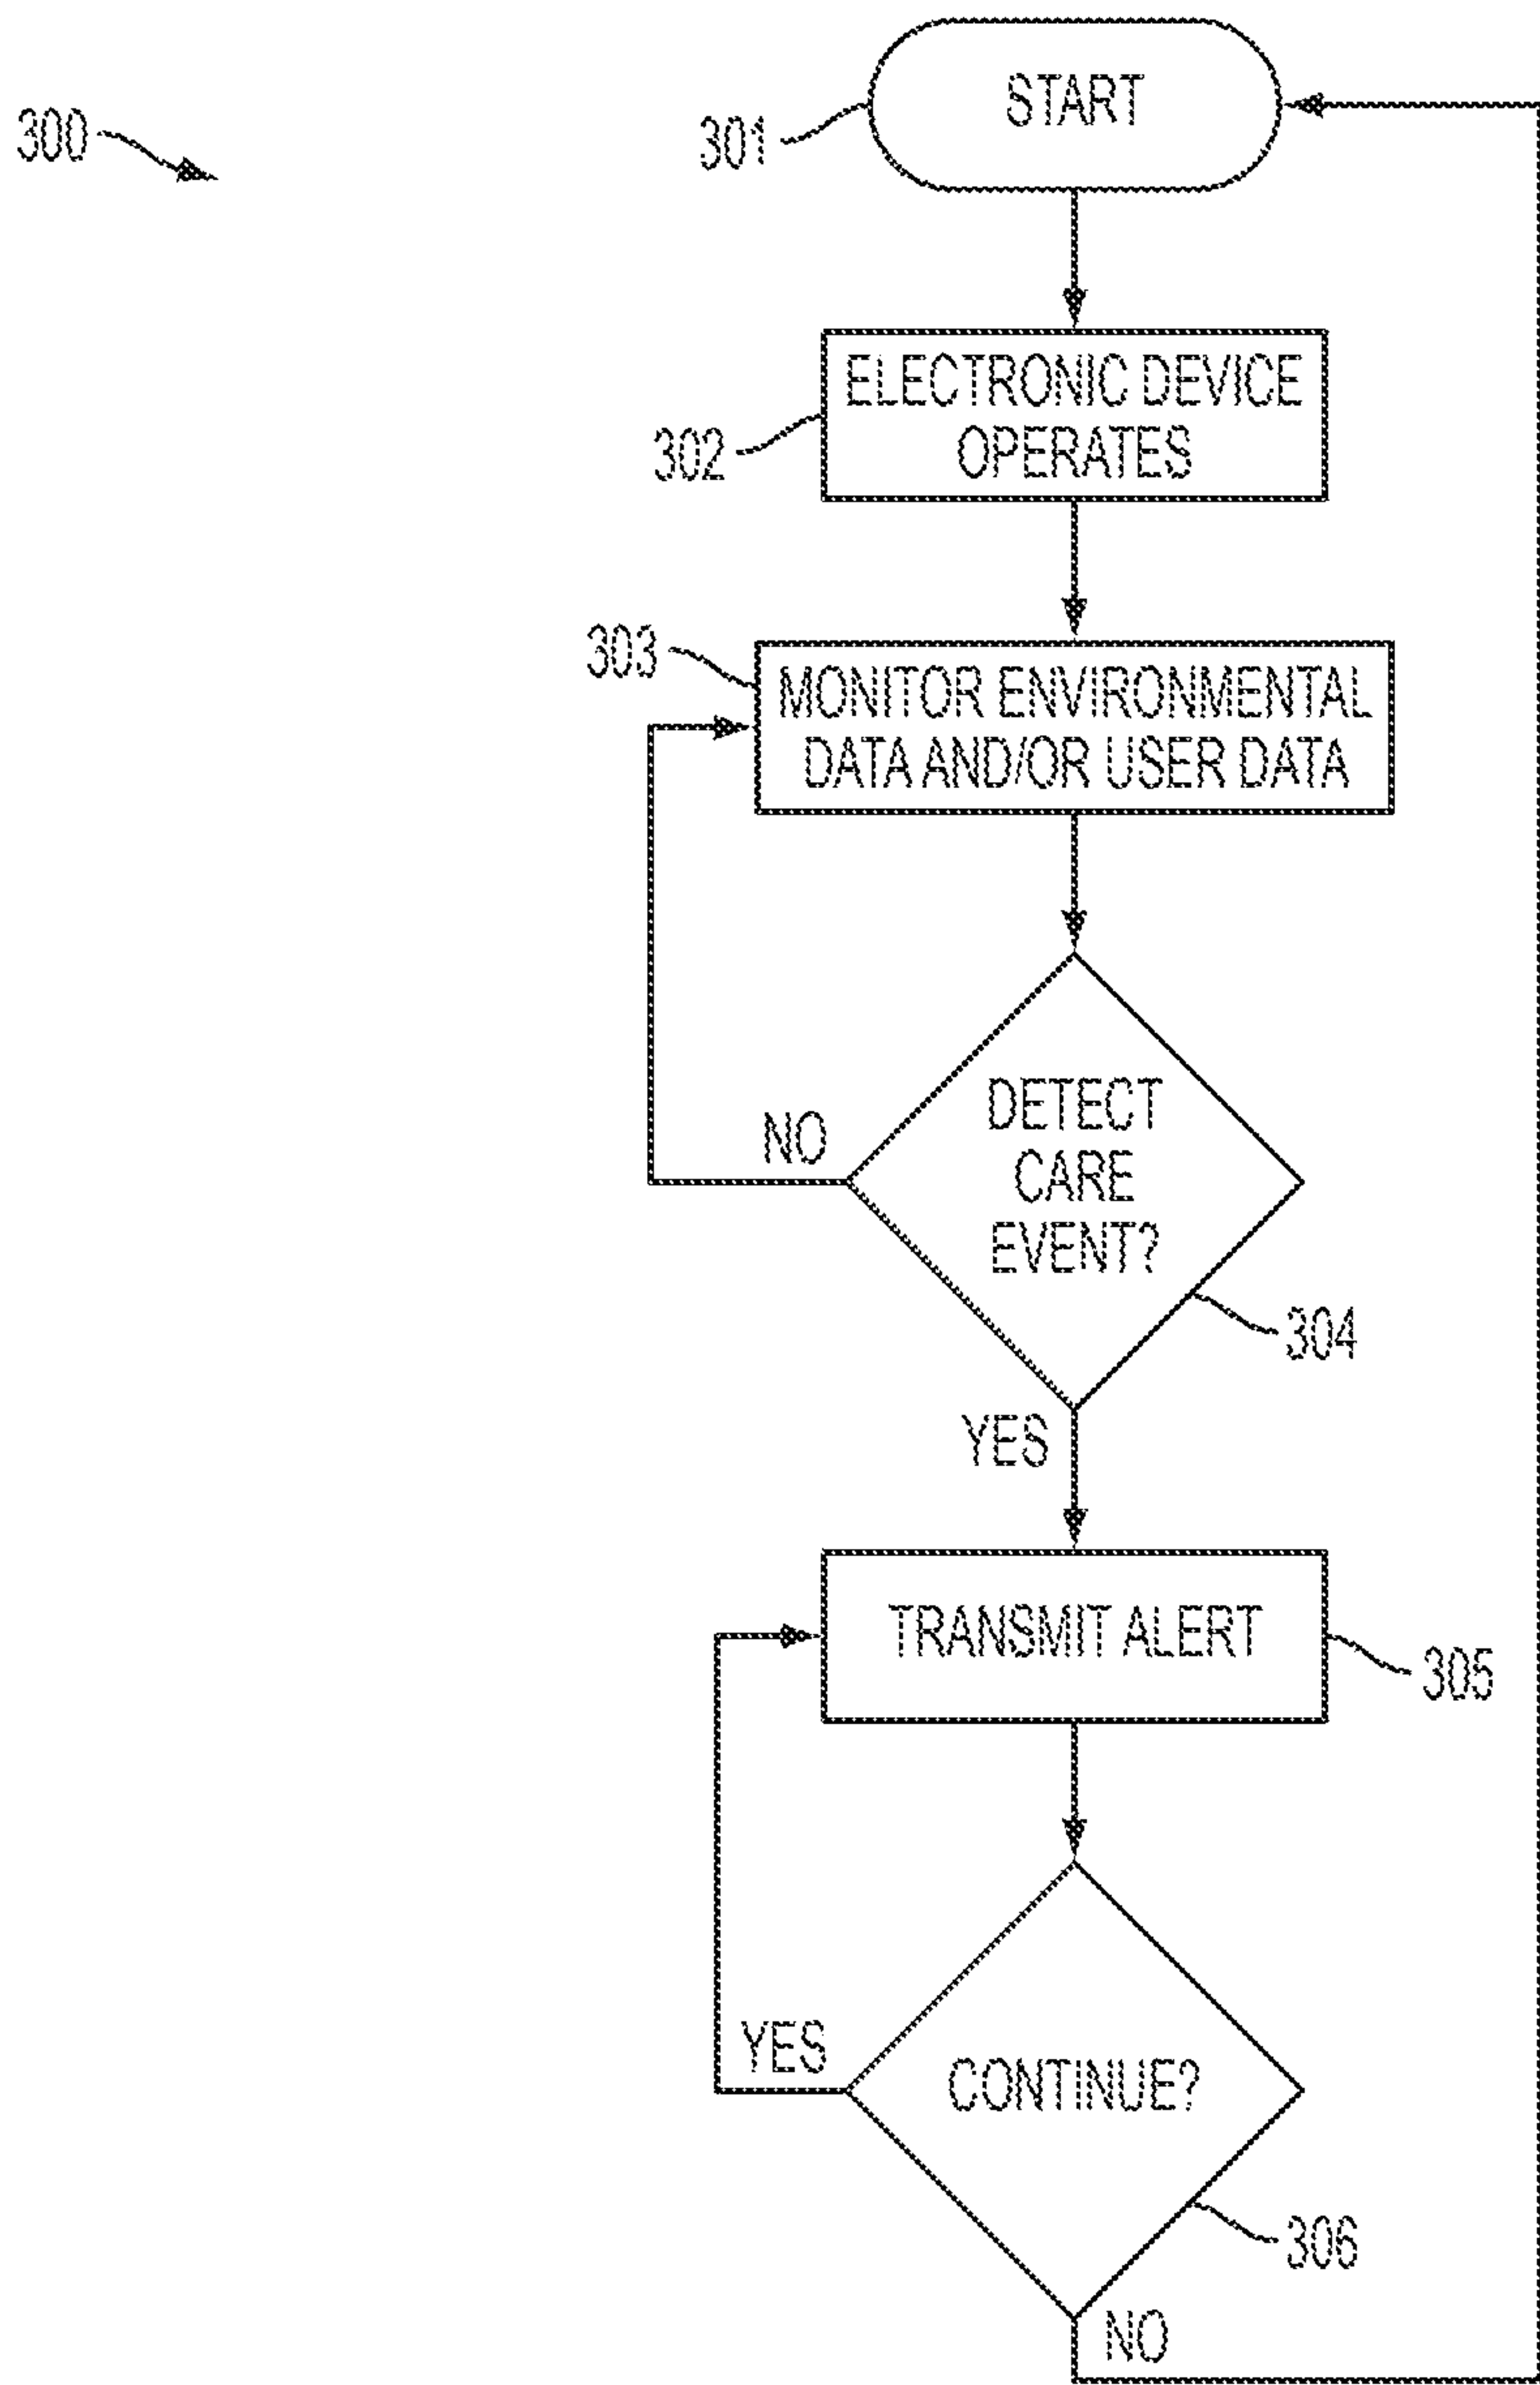 START
300
301
ELECTRONIC DEVICE
OPERATES
302
303
MONITOR ENVIRONMENTAL
DATA AND/OR USER DATA
DETECT
CARE
EVENT?
NO
304
YES
TRANSMIT ALERT
305
YES
CONTINUE?
306
NO